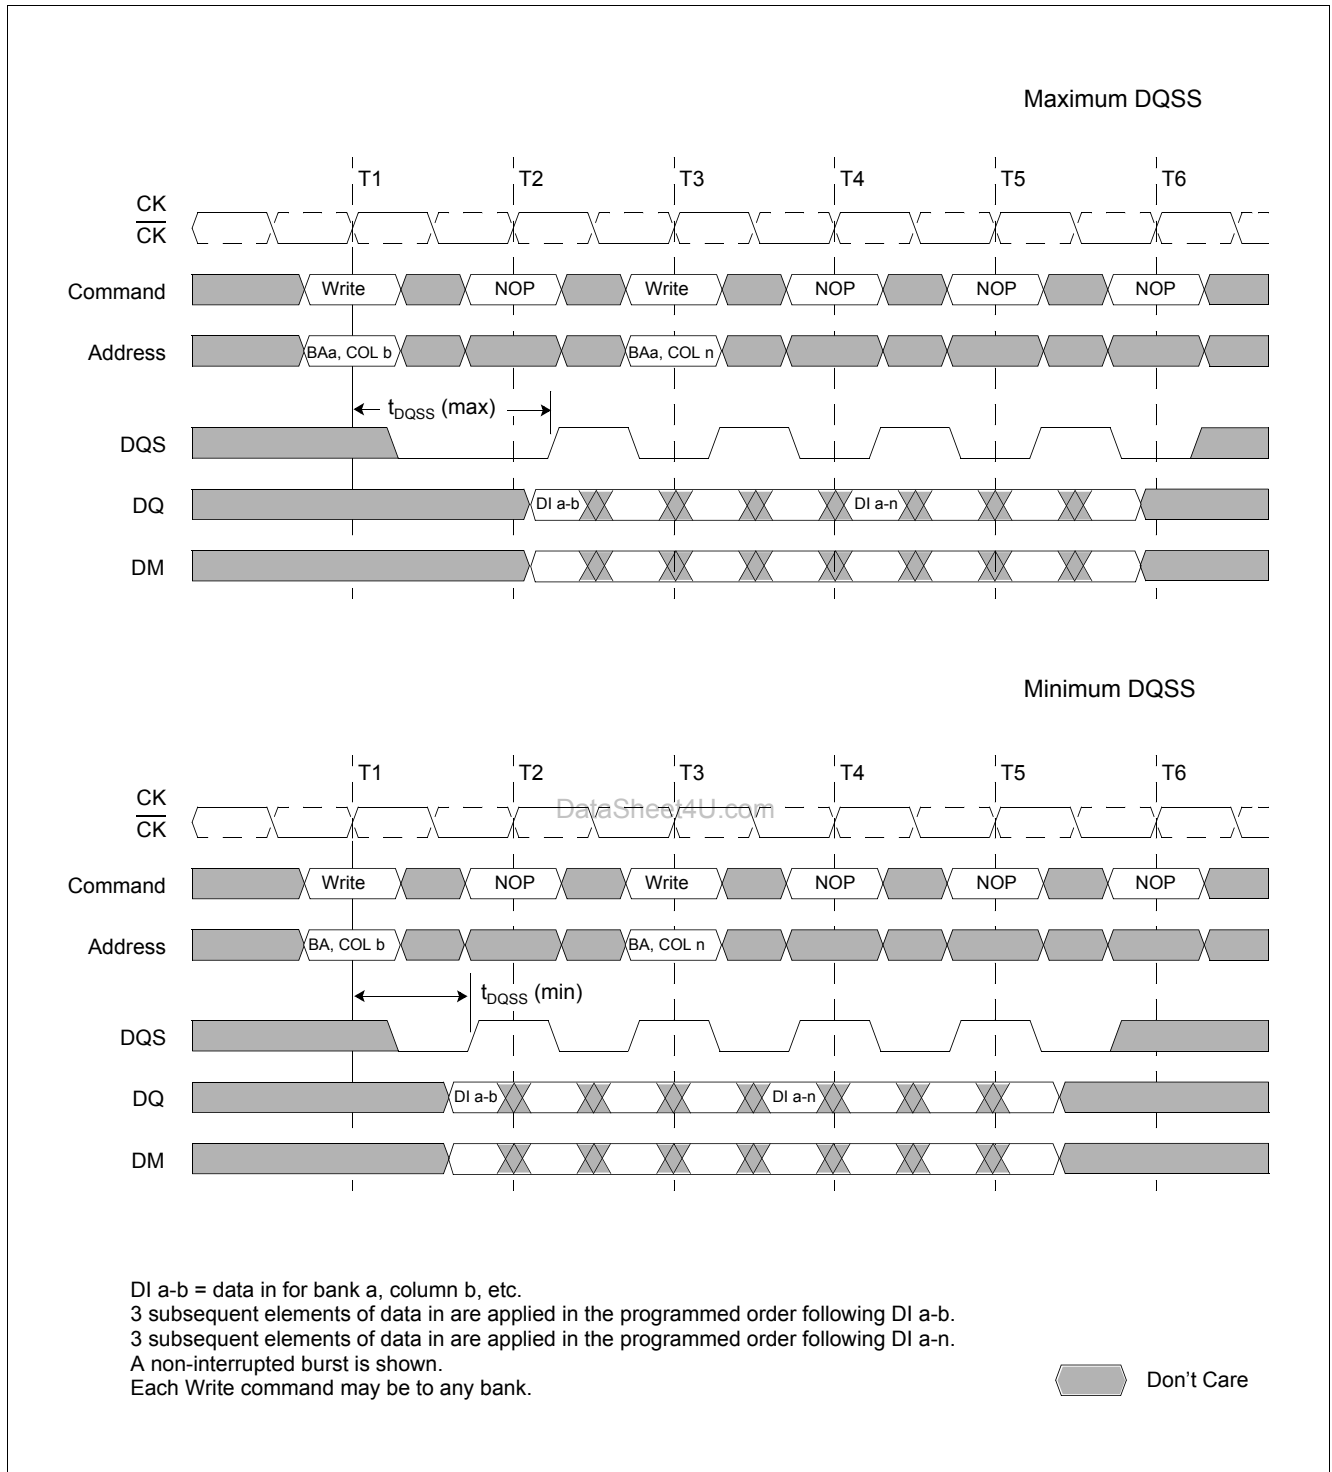 Maximum DQSS
T1 T2 T3 T4 T5 T6
CK
CK
Command Write NOP Write NOP NOP NOP
Address BAa, COL b BAa, COL n
tDQSS (max)
DQS
DQ DI a-b DI a-n
DM
Minimum DQSS
T1 T2 T3 T4 T5 T6
CK
DataSheet4U.com
CK
Command Write NOP Write NOP NOP NOP
Address BA, COL b BA, COL n
tDQSS (min)
DQS
DQ DI a-b DI a-n
DM
DI a-b = data in for bank a, column b, etc.
3 subsequent elements of data in are applied in the programmed order following DI a-b.
3 subsequent elements of data in are applied in the programmed order following DI a-n.
A non-interrupted burst is shown.
Each Write command may be to any bank.
Don't Care